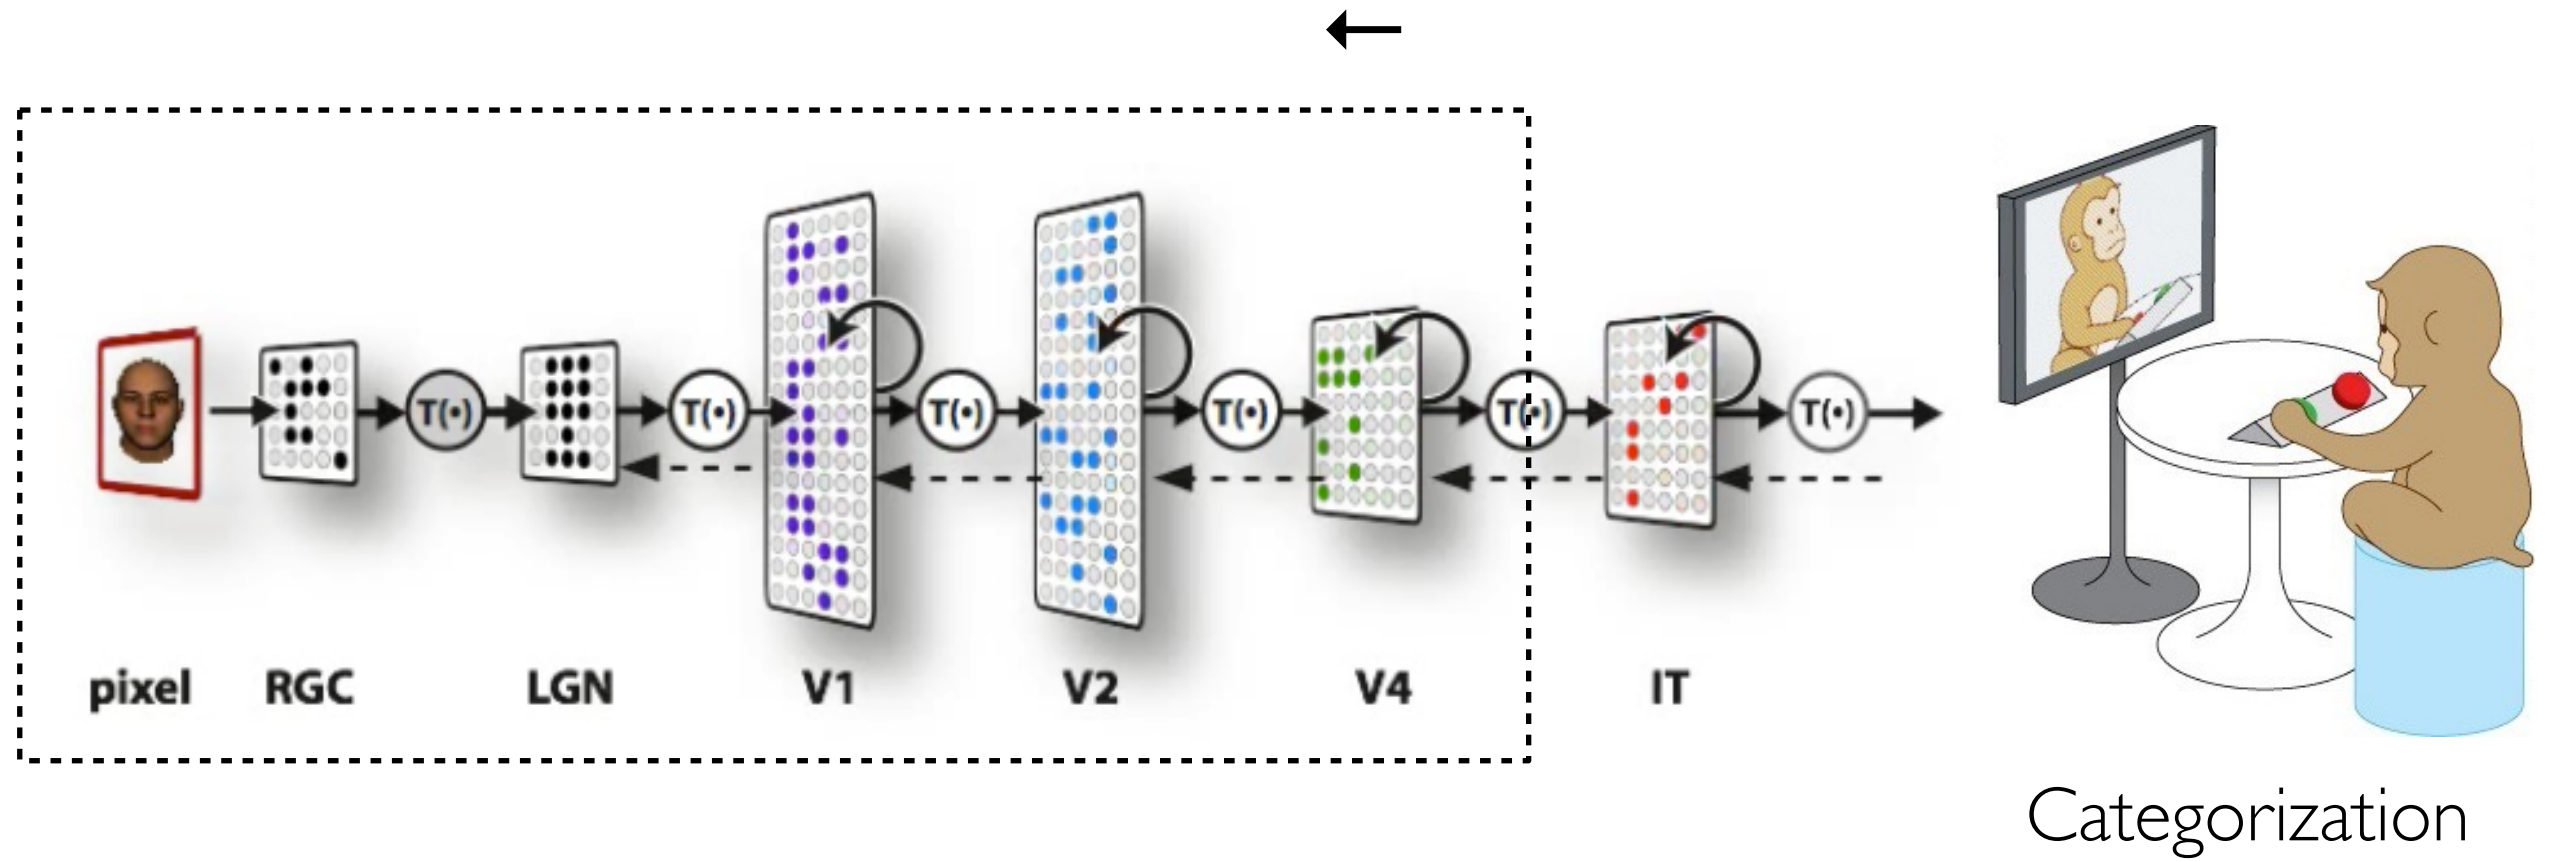 T(•) T(•) T(•) T(•) T(•) T(•)
pixel RGC LGN V1 V2 V4 IT
Categorization